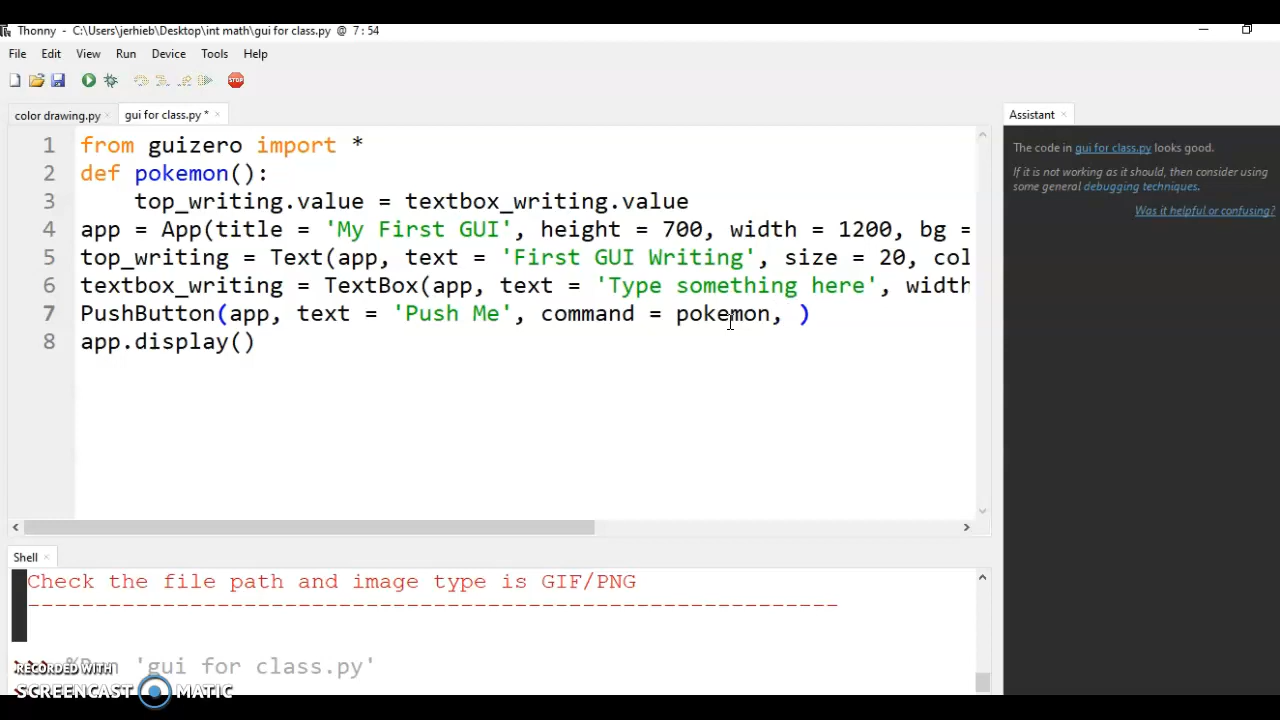 Thonny - C:\Users\jerhieb\Desktop\int math\gui for class.py @ 7:54
File Edit View Run Device Tools Help
STOP
color drawing.py × gui for class.py * × Assistant ×
1 from guizero import *
2 def pokemon():
3 top_writing.value = textbox_writing.value
4 app = App(title = 'My First GUI', height = 700, width = 1200, bg =
5 top_writing = Text(app, text = 'First GUI Writing', size = 20, col
6 textbox_writing = TextBox(app, text = 'Type something here', width
7 PushButton(app, text = 'Push Me', command = pokemon, )
8 app.display()
The code in gui for class.py looks good.
If it is not working as it should, then consider using
some general debugging techniques.
Was it helpful or confusing?
Shell ×
Check the file path and image type is GIF/PNG
-------------------------------------------------------------
>>> %Run 'gui for class.py'
RECORDED WITH
SCREENCAST MATIC